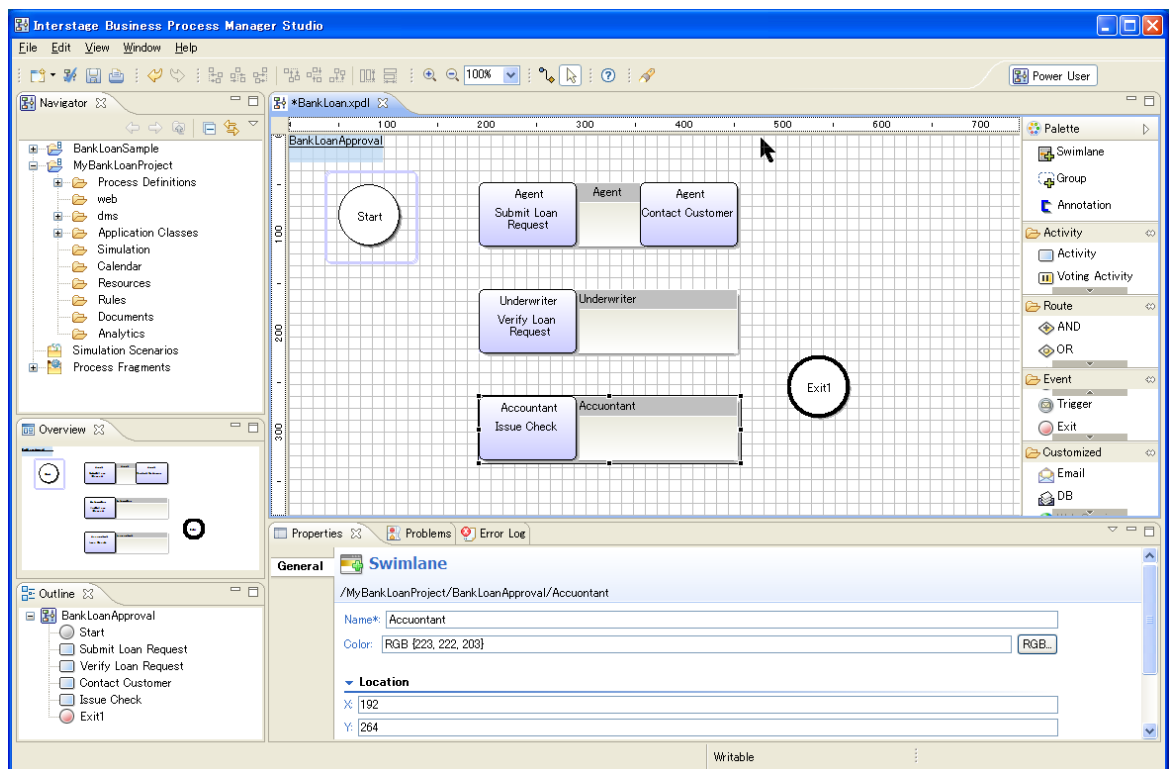 Interstage Business Process Manager Studio
File Edit View Window Help
100%
Power User
Navigator
BankLoanSample
MyBankLoanProject
Process Definitions
web
dms
Application Classes
Simulation
Calendar
Resources
Rules
Documents
Analytics
Simulation Scenarios
Process Fragments
Overview
Outline
BankLoanApproval
Start
Submit Loan Request
Verify Loan Request
Contact Customer
Issue Check
Exit1
*BankLoan.xpdl
100 200 300 400 500 600 700
100
200
300
BankLoanApproval
Start
Agent
Submit Loan
Request
Agent
Agent
Contact Customer
Underwriter
Verify Loan
Request
Underwriter
Accountant
Issue Check
Accuontant
Exit1
Palette
Swimlane
Group
Annotation
Activity
Activity
Voting Activity
Route
AND
OR
Event
Trigger
Exit
Customized
Email
DB
Properties Problems Error Log
General
Swimlane
/MyBankLoanProject/BankLoanApproval/Accuontant
Name*: Accuontant
Color: RGB {223, 222, 203} RGB...
Location
X: 192
Y: 264
Writable